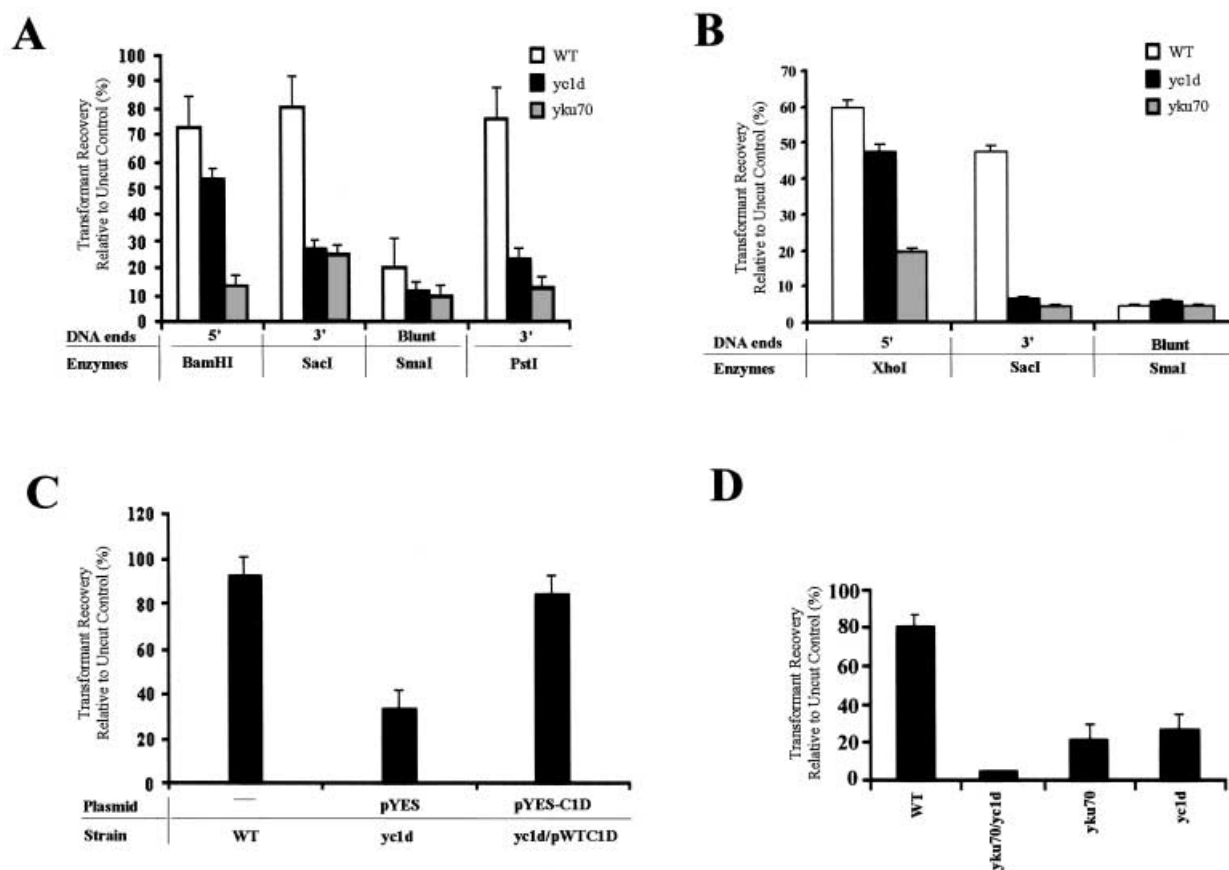 A
Transformant Recovery
Relative to Uncut Control (%)
100
90
80
70
60
50
40
30
20
10
0
WT
yc1d
yku70
DNA ends 5' 3' Blunt 3'
Enzymes BamHI SacI SmaI PstI
B
Transformant Recovery
Relative to Uncut Control (%)
70
60
50
40
30
20
10
0
WT
yc1d
yku70
DNA ends 5' 3' Blunt
Enzymes XhoI SacI SmaI
C
Transformant Recovery
Relative to Uncut Control (%)
120
100
80
60
40
20
0
Plasmid — pYES pYES-C1D
Strain WT yc1d yc1d/pWTC1D
D
Transformant Recovery
Relative to Uncut Control (%)
100
80
60
40
20
0
WT
yku70/yc1d
yku70
yc1d